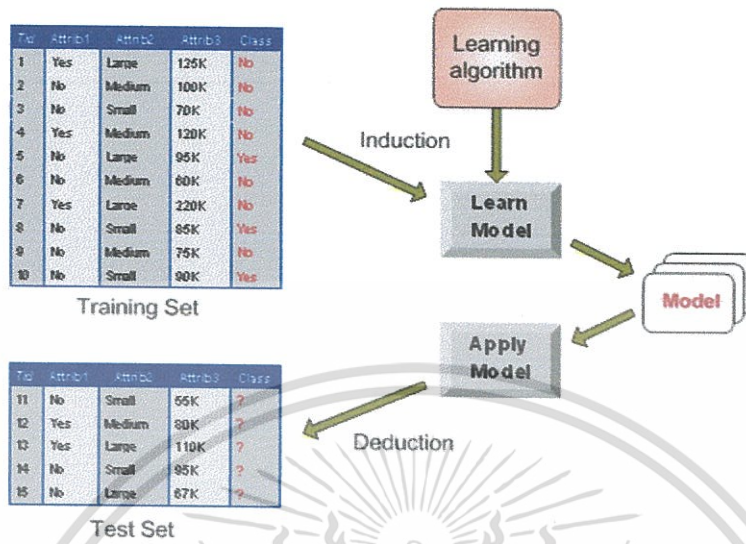 Tid Attrib1 Attrib2 Attrib3 Class
1 Yes Large 125K No
2 No Medium 100K No
3 No Small 70K No
4 Yes Medium 120K No
5 No Large 95K Yes
6 No Medium 60K No
7 Yes Large 220K No
8 No Small 85K Yes
9 No Medium 75K No
10 No Small 90K Yes
Training Set
Learning
algorithm
Induction
Learn
Model
Model
Apply
Model
Deduction
Tid Attrib1 Attrib2 Attrib3 Class
11 No Small 55K ?
12 Yes Medium 80K ?
13 Yes Large 110K ?
14 No Small 95K ?
15 No Large 67K ?
Test Set